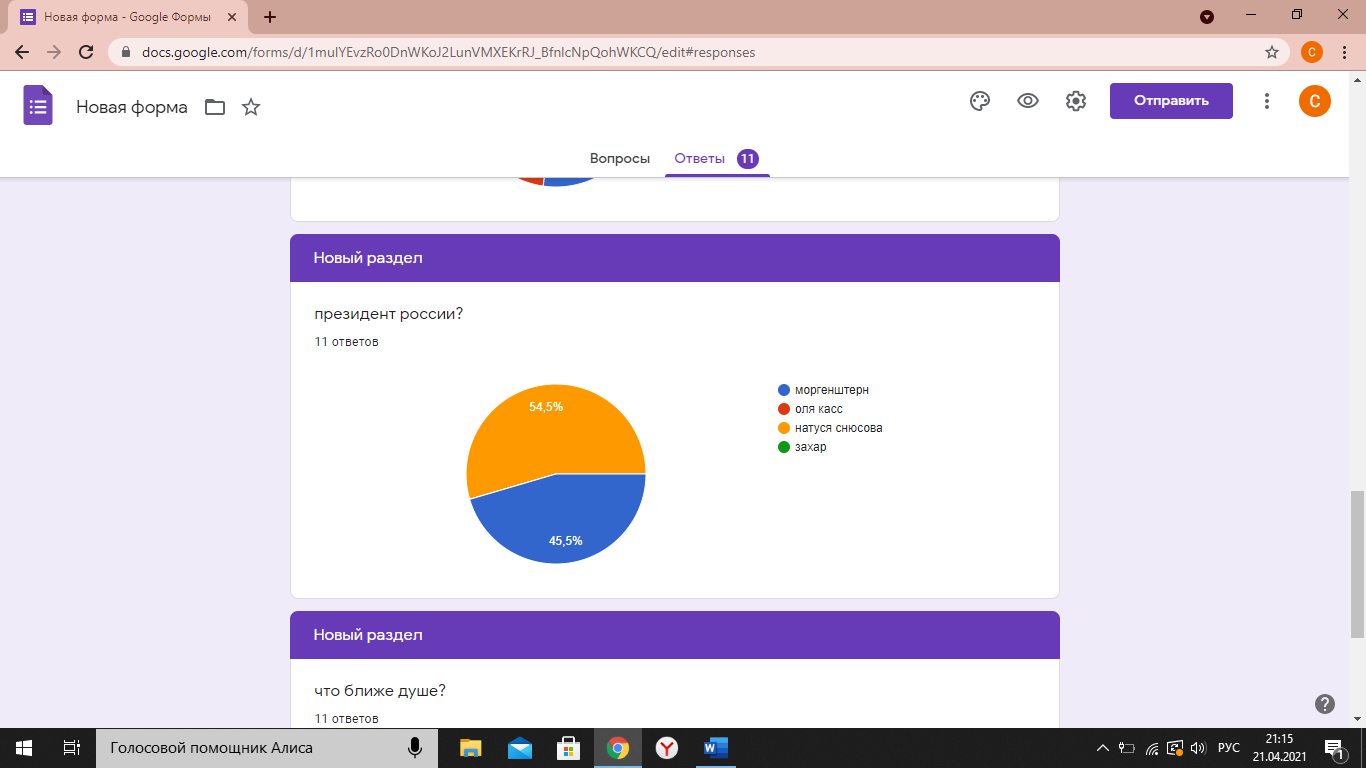 Новая форма - Google Формы
docs.google.com/forms/d/1mulYEvzRo0DnWKoJ2LunVMXEKrRJ_BfnlcNpQohWKCQ/edit#responses
С
Новая форма
Отправить
С
Вопросы
Ответы 11
Новый раздел
президент россии?
11 ответов
54,5%
45,5%
моргенштерн
оля касс
натуся снюсова
захар
Новый раздел
что ближе душе?
11 ответов
Голосовой помощник Алиса
РУС
21:15
21.04.2021
1